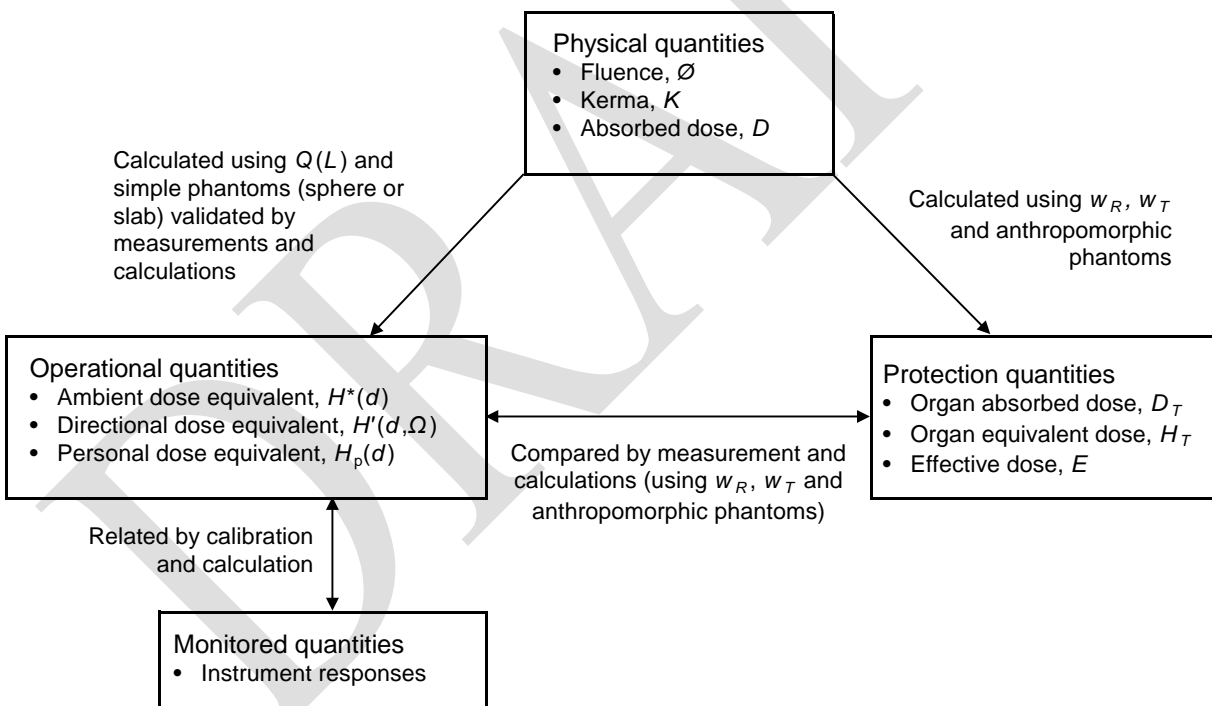 Physical quantities
• Fluence, Ø
• Kerma, K
• Absorbed dose, D
Calculated using Q(L) and
simple phantoms (sphere or
slab) validated by
measurements and
calculations
Calculated using w_R, w_T
and anthropomorphic
phantoms
Operational quantities
• Ambient dose equivalent, H*(d)
• Directional dose equivalent, H'(d,Ω)
• Personal dose equivalent, H_p(d)
Protection quantities
• Organ absorbed dose, D_T
• Organ equivalent dose, H_T
• Effective dose, E
Compared by measurement and
calculations (using w_R, w_T and
anthropomorphic phantoms)
Related by calibration
and calculation
Monitored quantities
• Instrument responses
DRAF